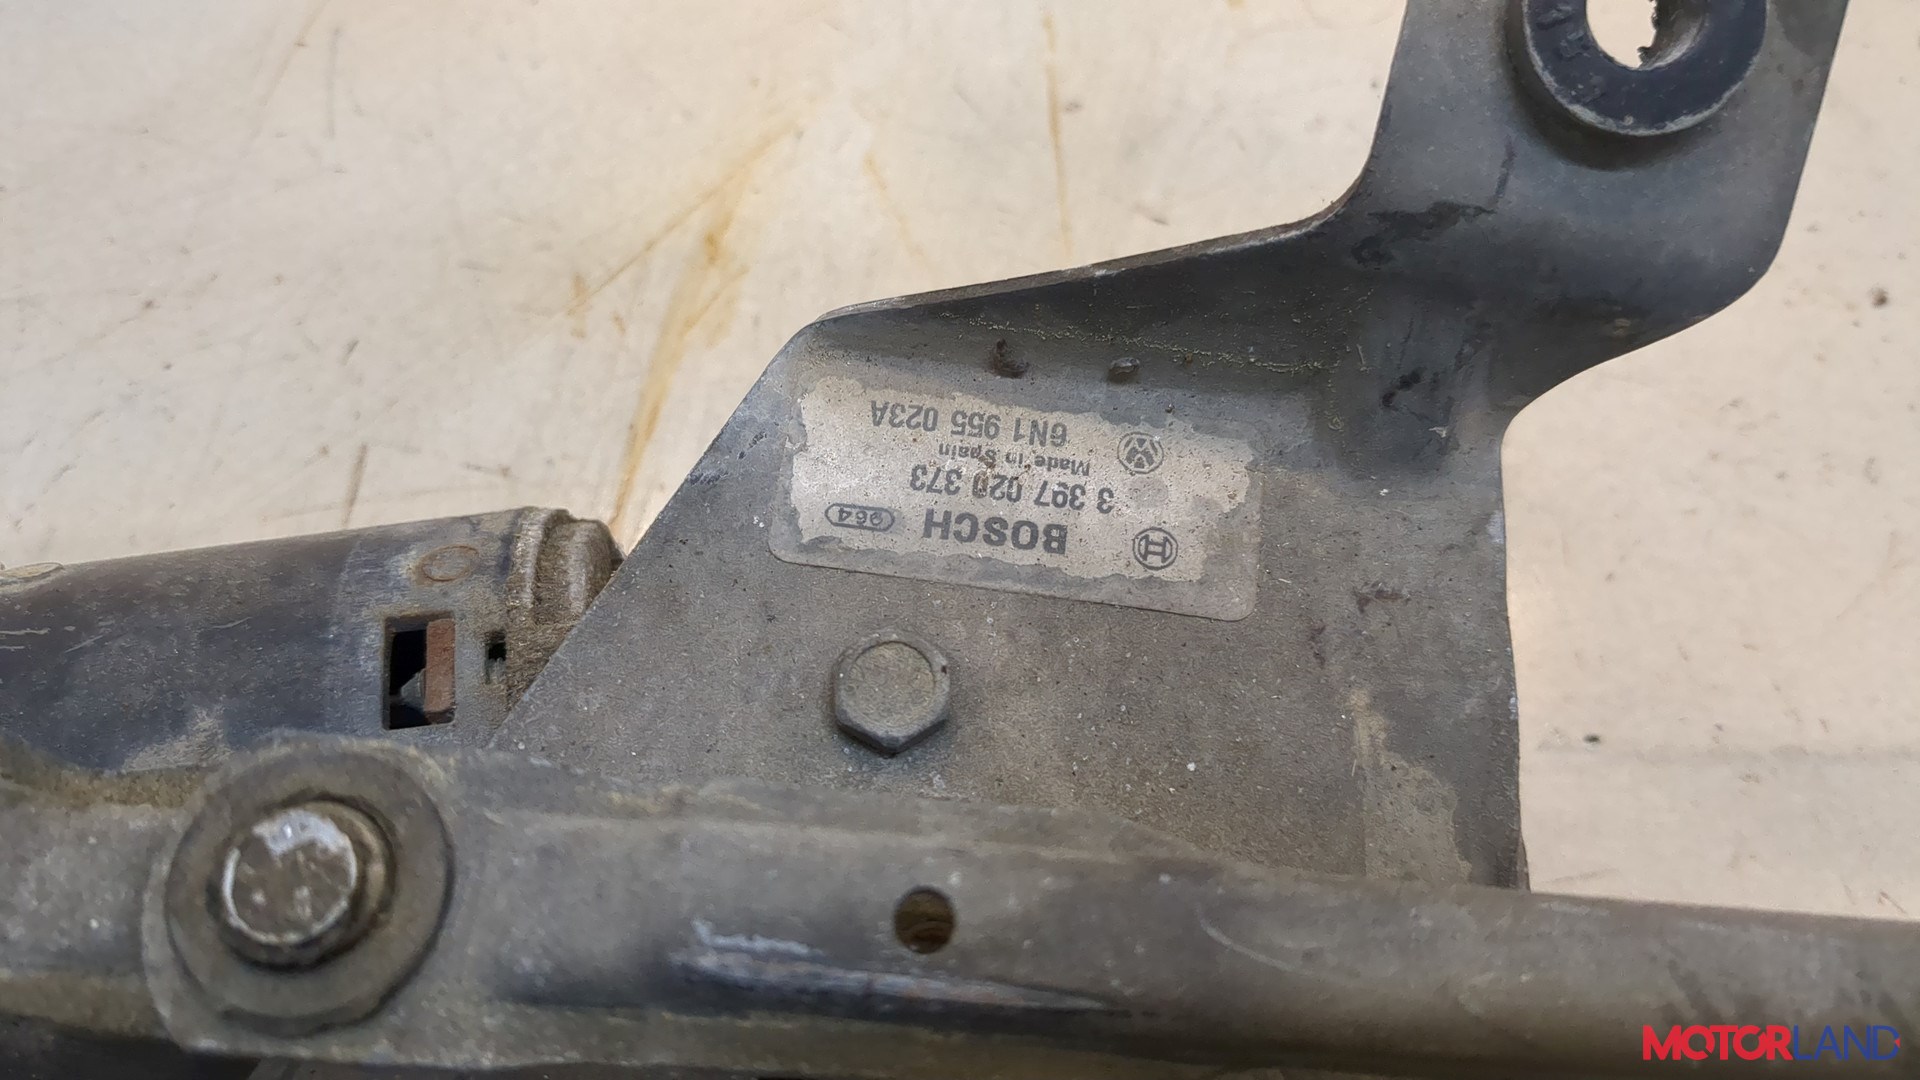 BOSCH 964
3 397 020 373
Made in Spain
6N1 955 023A
MOTORLAND